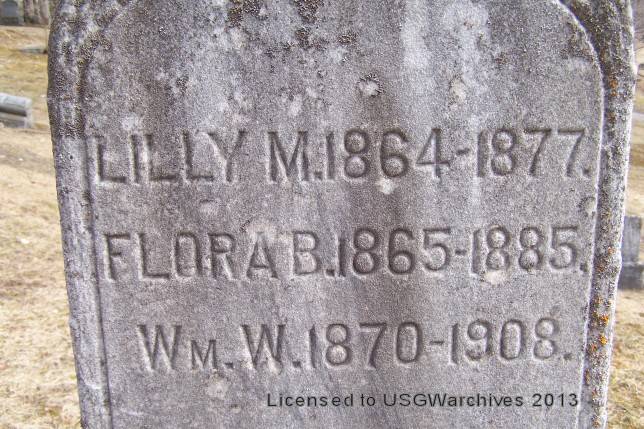 LILLY M. 1864-1877.
FLORA B. 1865-1885.
WM. W. 1870-1908.
Licensed to USGWarchives 2013